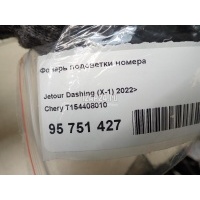 Фонарь подсветки номера
Jetour Dashing (X-1) 2022>
Chery T154408010
95 751 427